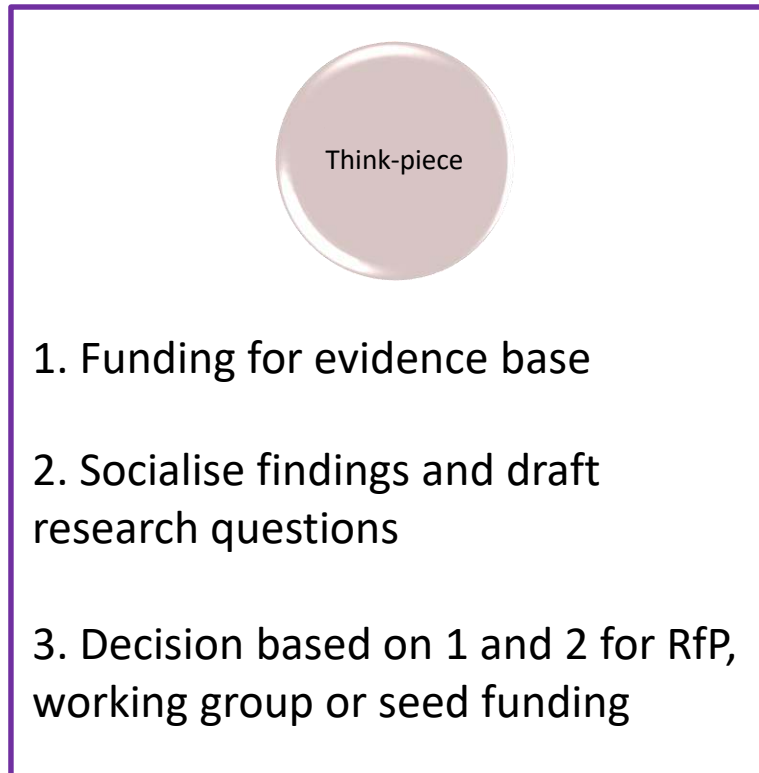 Think-piece
1. Funding for evidence base
2. Socialise findings and draft
research questions
3. Decision based on 1 and 2 for RfP,
working group or seed funding